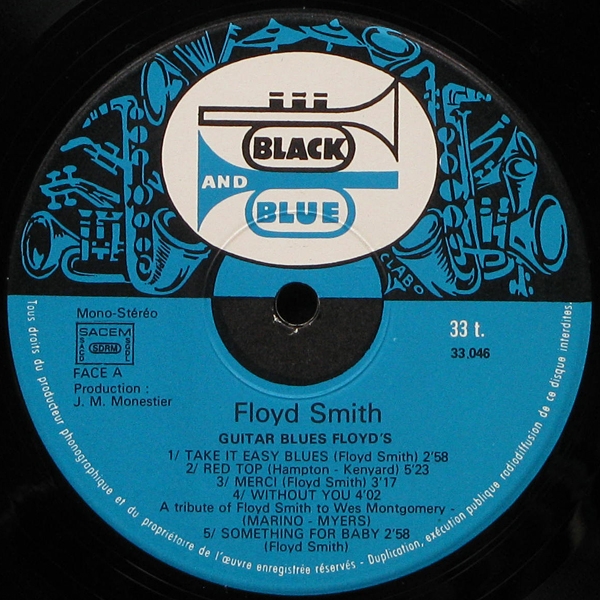 BLACK
AND
BLUE
CLABO
Mono-Stéréo
SACEM
SACD SDRM SGDL
FACE A
Production :
J. M. Monestier
33 t.
33.046
Floyd Smith
GUITAR BLUES FLOYD'S
1/ TAKE IT EASY BLUES (Floyd Smith) 2'58
2/ RED TOP (Hampton - Kenyard) 5'23
3/ MERCI (Floyd Smith) 3'17
4/ WITHOUT YOU 4'02
A tribute of Floyd Smith to Wes Montgomery -
(MARINO - MYERS)
5/ SOMETHING FOR BABY 2'58
(Floyd Smith)
Tous droits du producteur phonographique et du propriétaire de l'œuvre enregistrée réservés - Duplication, exécution publique radiodiffusion de ce disque interdites.